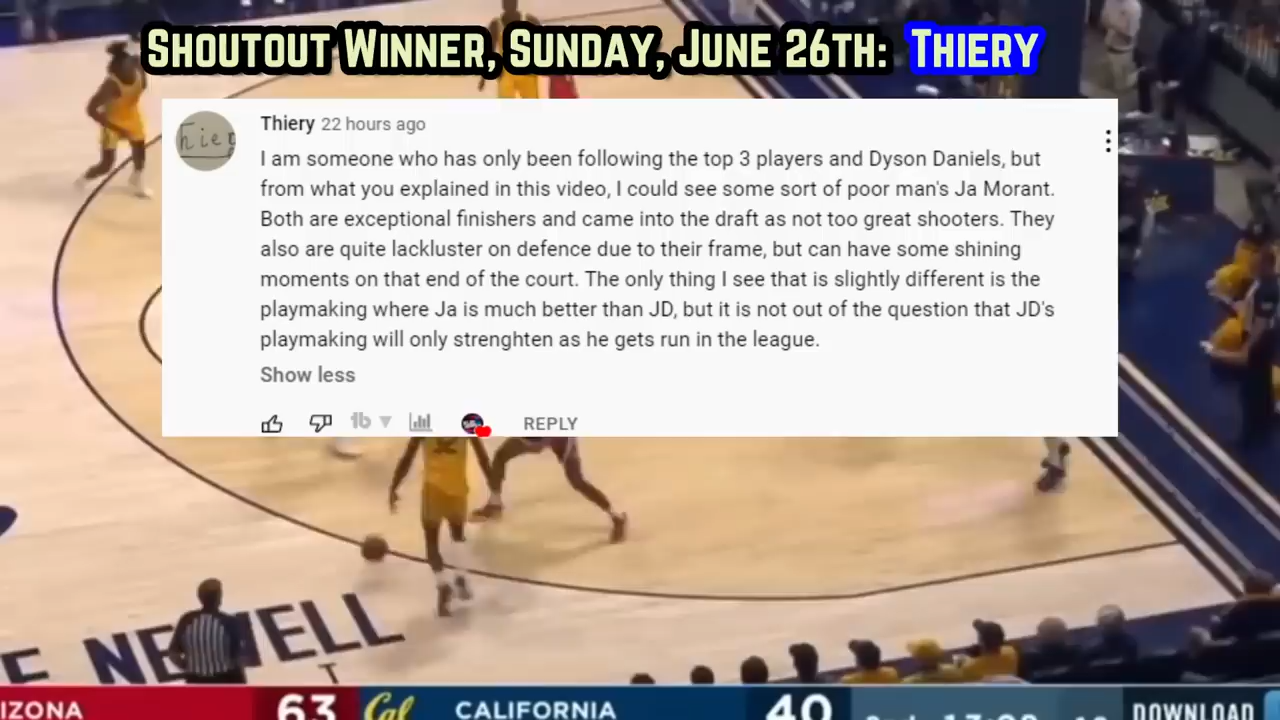 SHOUTOUT WINNER, SUNDAY, JUNE 26TH: THIERY
Thiery 22 hours ago
I am someone who has only been following the top 3 players and Dyson Daniels, but
from what you explained in this video, I could see some sort of poor man's Ja Morant.
Both are exceptional finishers and came into the draft as not too great shooters. They
also are quite lackluster on defence due to their frame, but can have some shining
moments on that end of the court. The only thing I see that is slightly different is the
playmaking where Ja is much better than JD, but it is not out of the question that JD's
playmaking will only strenghten as he gets run in the league.
Show less
REPLY
NEWELL
IZONA 63 Cal CALIFORNIA 40 DOWNLOAD